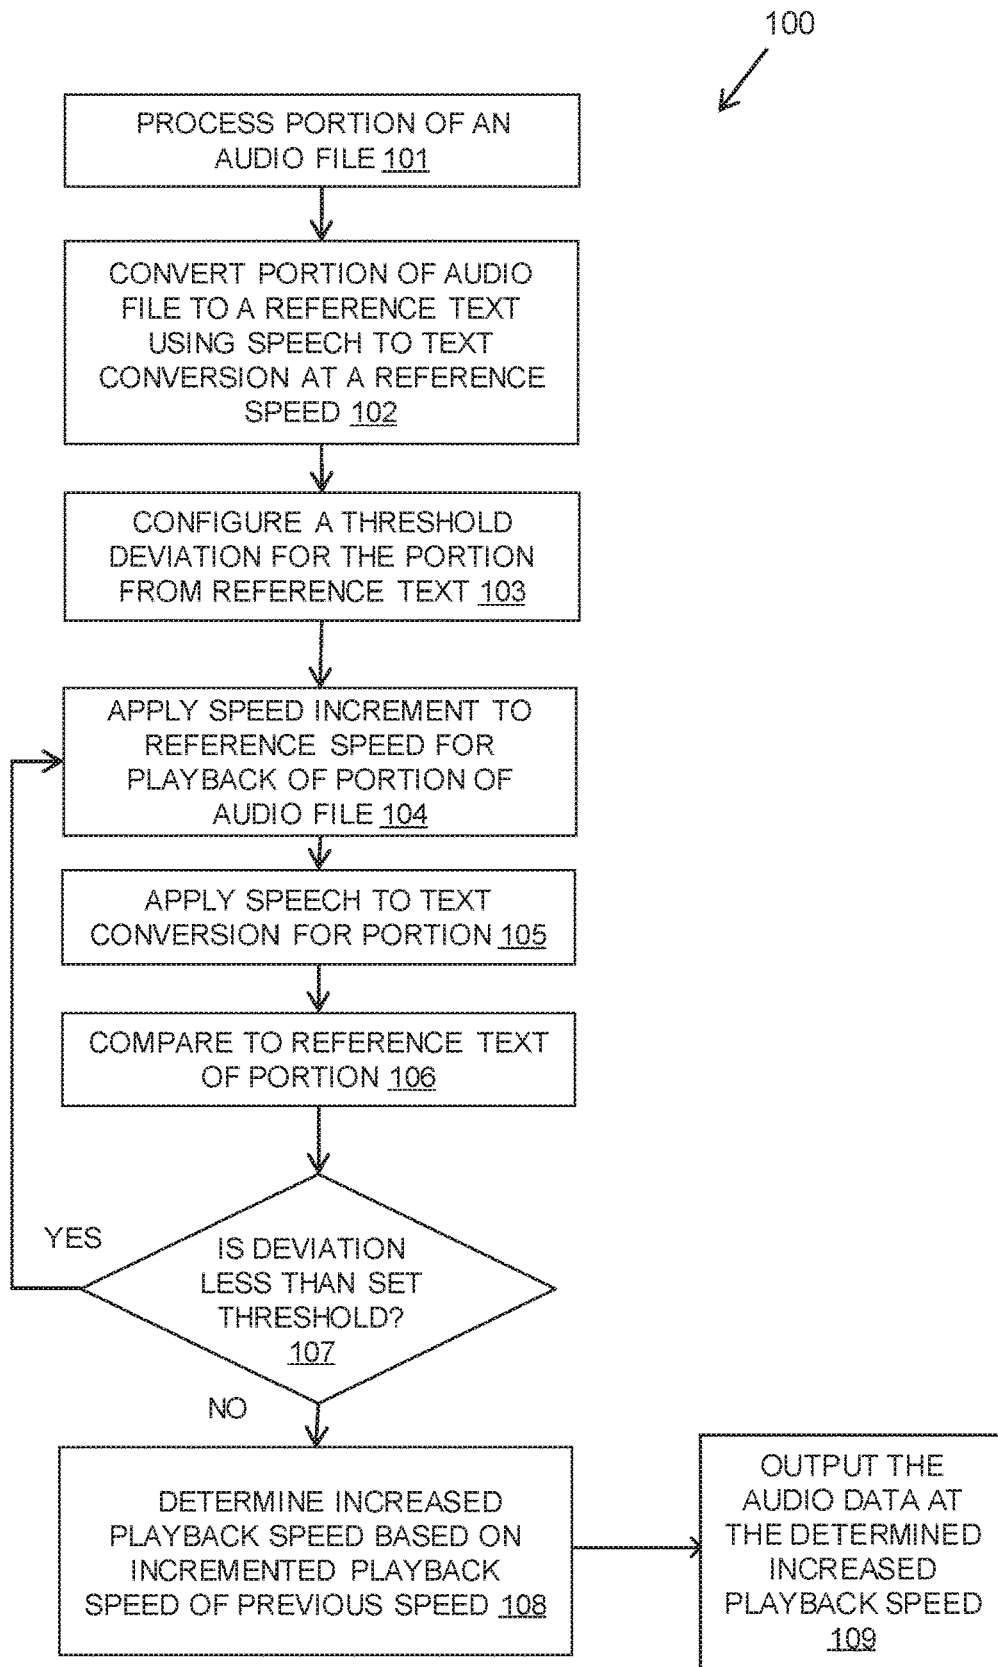 100
PROCESS PORTION OF AN
AUDIO FILE 101
CONVERT PORTION OF AUDIO
FILE TO A REFERENCE TEXT
USING SPEECH TO TEXT
CONVERSION AT A REFERENCE
SPEED 102
CONFIGURE A THRESHOLD
DEVIATION FOR THE PORTION
FROM REFERENCE TEXT 103
APPLY SPEED INCREMENT TO
REFERENCE SPEED FOR
PLAYBACK OF PORTION OF
AUDIO FILE 104
APPLY SPEECH TO TEXT
CONVERSION FOR PORTION 105
COMPARE TO REFERENCE TEXT
OF PORTION 106
YES
IS DEVIATION
LESS THAN SET
THRESHOLD?
107
NO
DETERMINE INCREASED
PLAYBACK SPEED BASED ON
INCREMENTED PLAYBACK
SPEED OF PREVIOUS SPEED 108
OUTPUT THE
AUDIO DATA AT
THE DETERMINED
INCREASED
PLAYBACK SPEED
109